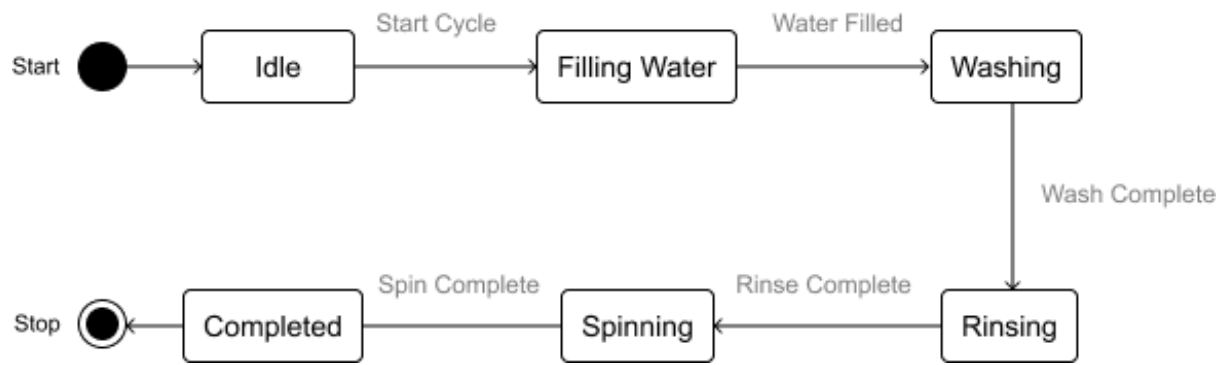 Start
Idle
Start Cycle
Filling Water
Water Filled
Washing
Wash Complete
Rinsing
Rinse Complete
Spinning
Spin Complete
Completed
Stop